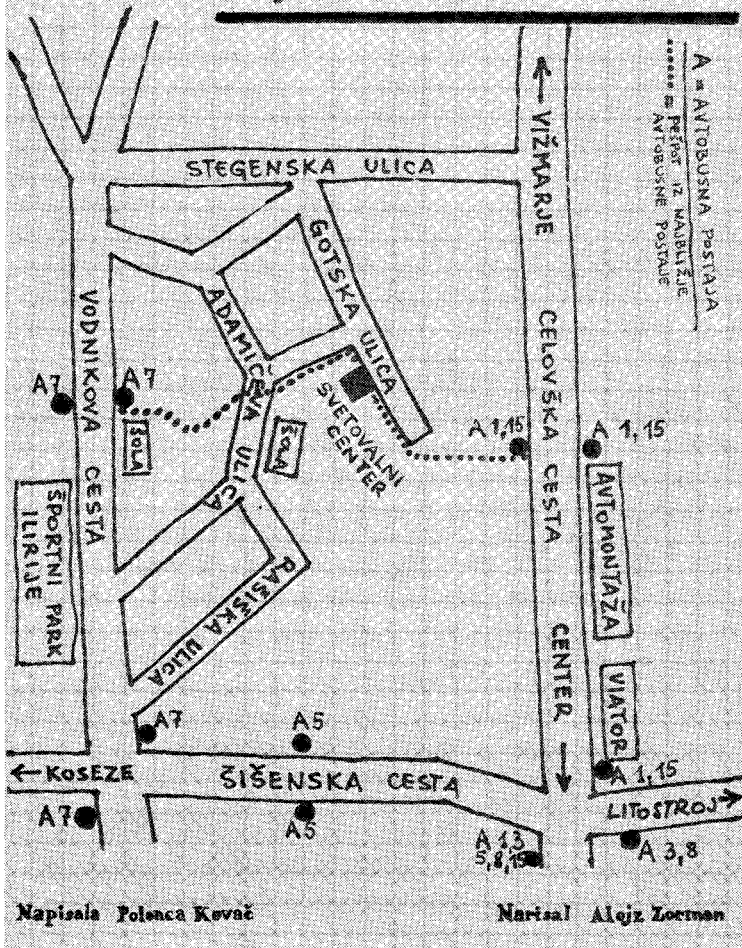 A = AVTOBUSNA POSTAJA
...... = PEŠPOT IZ NAJBLIŽJE
AVTOBUSNE POSTAJE
← VIŽMARJE
STEGENSKA ULICA
GOTSKA ULICA
ADAMIČEVA ULICA
VODNIKOVA CESTA
CELOVŠKA CESTA
A7
A7
ŠOLA
ŠOLA
SVETOVALNI
CENTER
A 1,15
A 1,15
AVTOMONTAŽA
ŠPORTNI PARK
ILIRIJE
RAŠIŠKA ULICA
CENTER →
VIATOR
A7
A5
← KOSEZE
ŠIŠENSKA CESTA
A 1,15
LITOSTROJ→
A7
A5
A 1,3
5,8,15
A 3,8
Napisala Polonca Kovač
Narisal Alojz Zorman